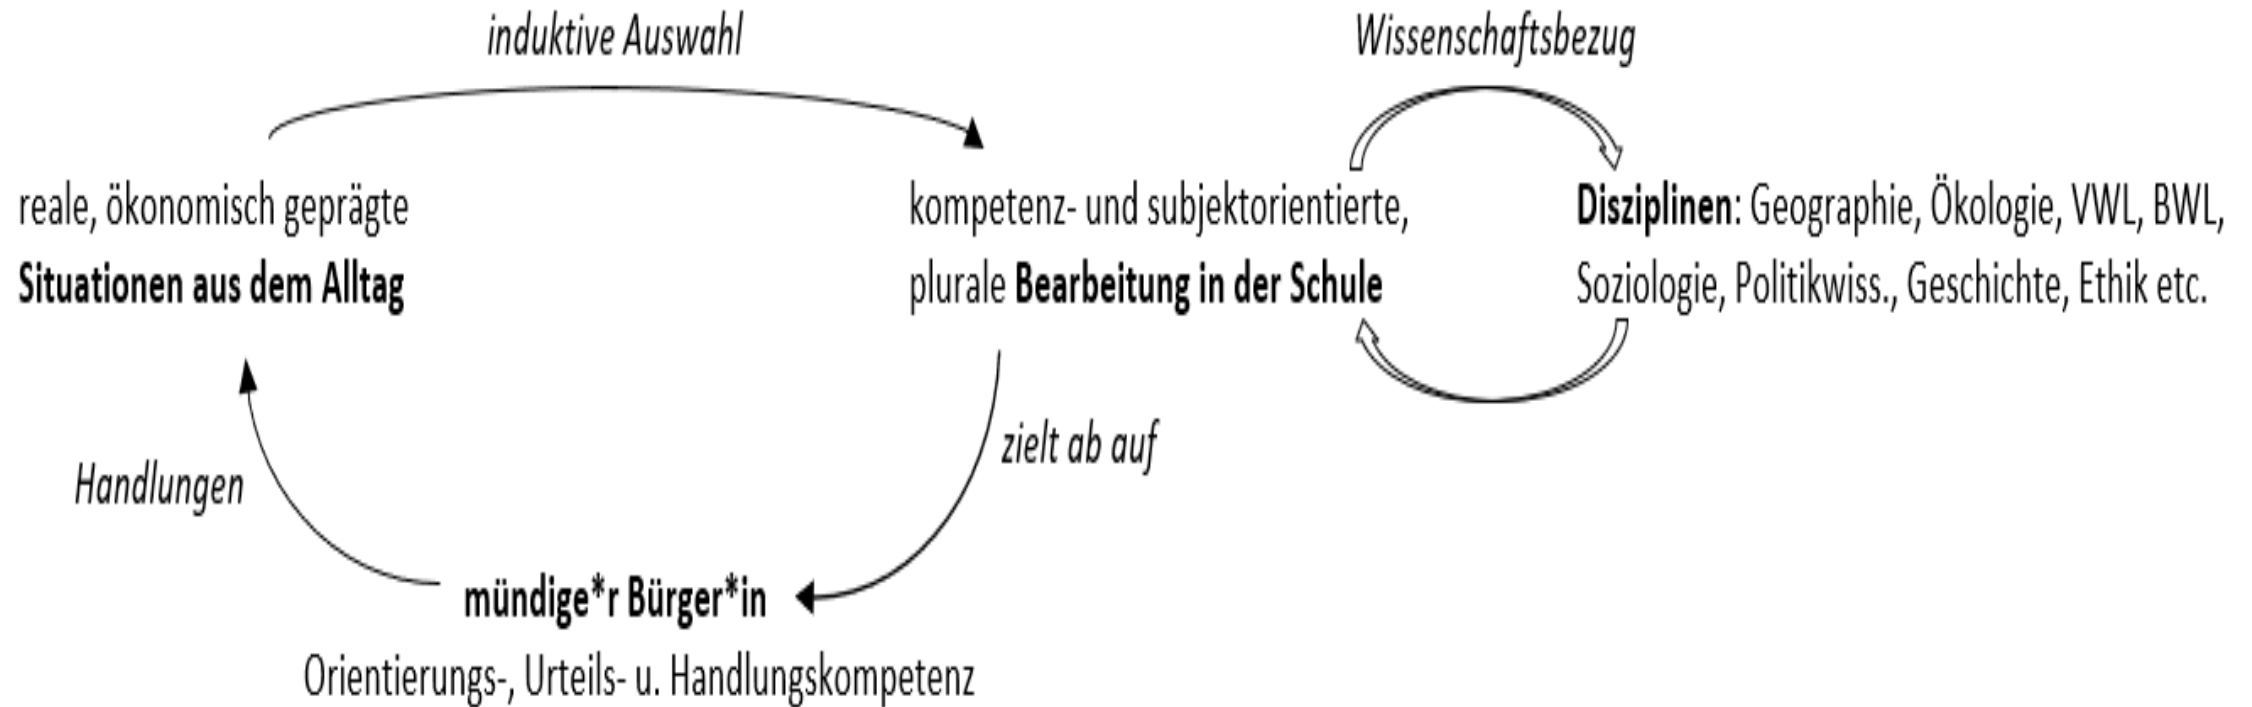 induktive Auswahl
Wissenschaftsbezug
reale, ökonomisch geprägte
Situationen aus dem Alltag
kompetenz- und subjektorientierte,
plurale Bearbeitung in der Schule
Disziplinen: Geographie, Ökologie, VWL, BWL,
Soziologie, Politikwiss., Geschichte, Ethik etc.
zielt ab auf
Handlungen
mündige*r Bürger*in
Orientierungs-, Urteils- u. Handlungskompetenz